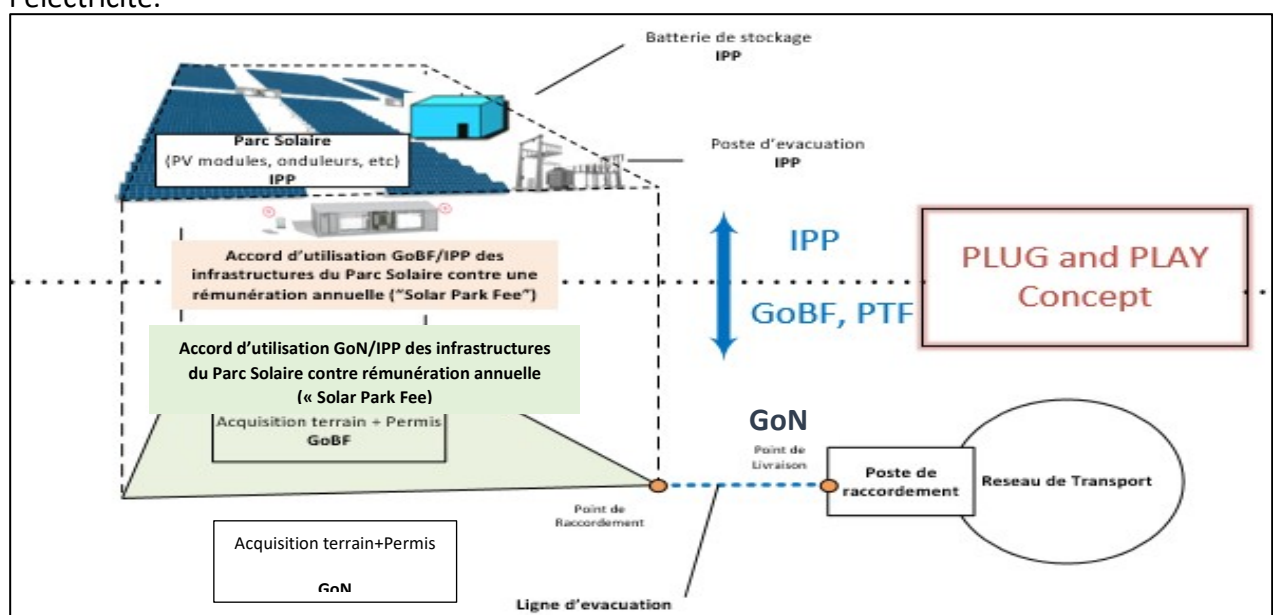 l'électricité.
Batterie de stockage
IPP
Parc Solaire
(PV modules, onduleurs, etc)
IPP
Poste d'evacuation
IPP
Accord d'utilisation GoBF/IPP des
infrastructures du Parc Solaire contre une
rémunération annuelle ("Solar Park Fee")
IPP
GoBF, PTF
PLUG and PLAY
Concept
Accord d'utilisation GoN/IPP des infrastructures
du Parc Solaire contre rémunération annuelle
(« Solar Park Fee)
Acquisition terrain + Permis
GoBF
GoN
Point de
Livraison
Poste de
raccordement
Reseau de Transport
Point de
Raccordement
Acquisition terrain+Permis
GoN
Ligne d'evacuation